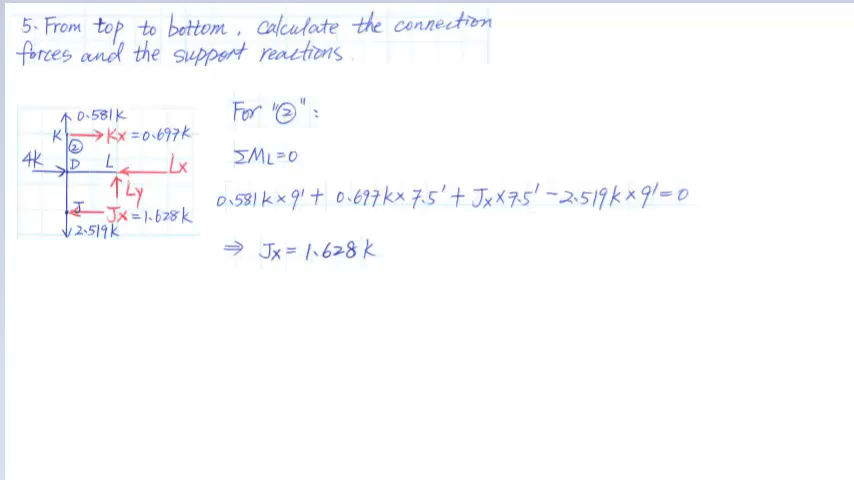 5. From top to bottom, calculate the connection
forces and the support reactions.
0.581k
K Kx = 0.697k
②
4k D L Lx
Ly
J Jx = 1.628k
2.519k
For "②" :
ΣML=0
0.581k × 9' + 0.697k × 7.5' + Jx × 7.5' - 2.519k × 9' = 0
⇒ Jx = 1.628k